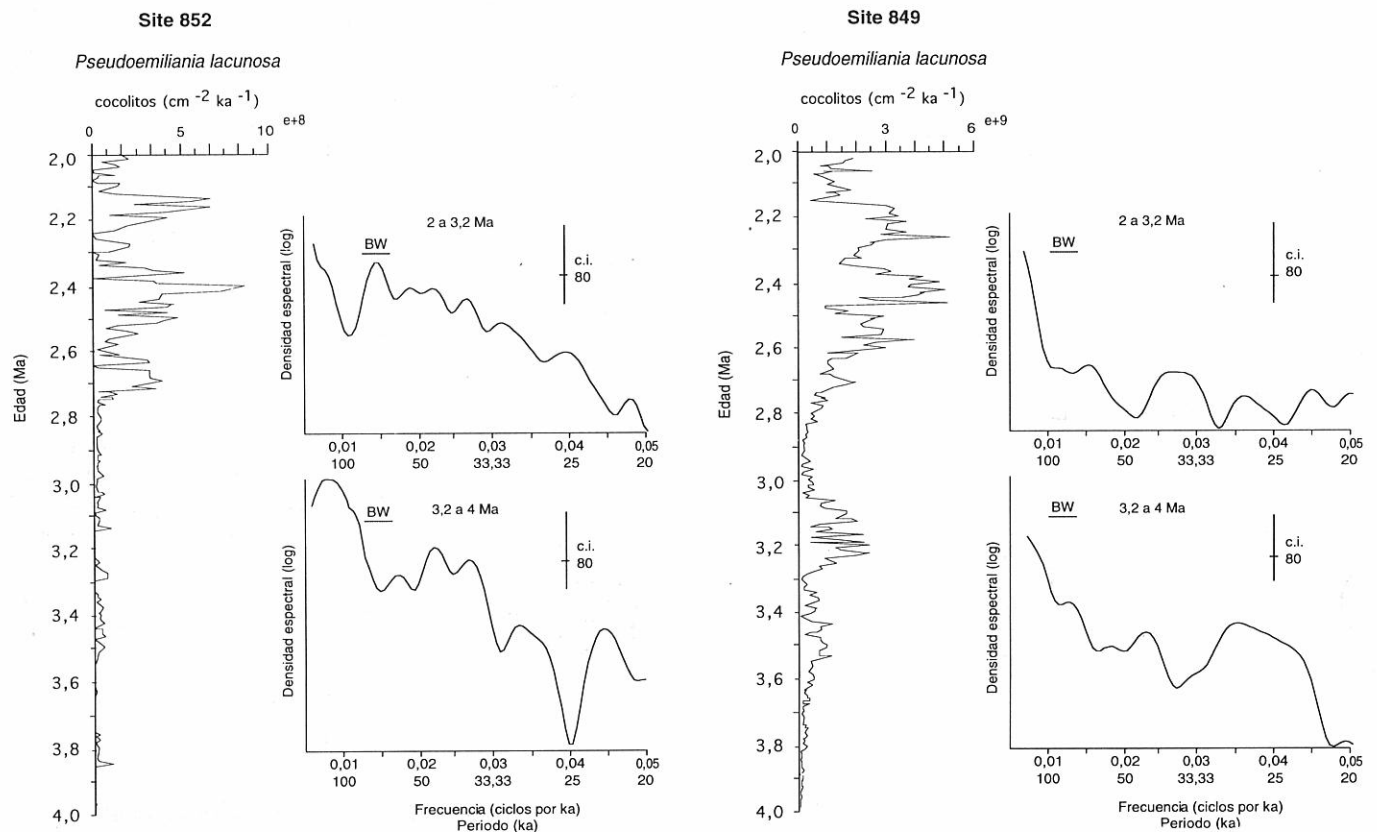 Site 852
Pseudoemiliania lacunosa
cocolitos (cm -2 ka -1)
0 5 10 e+8
Edad (Ma)
2,0
2,2
2,4
2,6
2,8
3,0
3,2
3,4
3,6
3,8
4,0
Densidad espectral (log)
BW
2 a 3,2 Ma
c.i.
80
0,01 0,02 0,03 0,04 0,05
100 50 33,33 25 20
Densidad espectral (log)
BW
3,2 a 4 Ma
c.i.
80
0,01 0,02 0,03 0,04 0,05
100 50 33,33 25 20
Frecuencia (ciclos por ka)
Periodo (ka)
Site 849
Pseudoemiliania lacunosa
cocolitos (cm -2 ka -1)
0 3 6 e+9
Edad (Ma)
2,0
2,2
2,4
2,6
2,8
3,0
3,2
3,4
3,6
3,8
4,0
Densidad espectral (log)
BW
2 a 3,2 Ma
c.i.
80
0,01 0,02 0,03 0,04 0,05
100 50 33,33 25 20
Densidad espectral (log)
BW
3,2 a 4 Ma
c.i.
80
0,01 0,02 0,03 0,04 0,05
100 50 33,33 25 20
Frecuencia (ciclos por ka)
Periodo (ka)